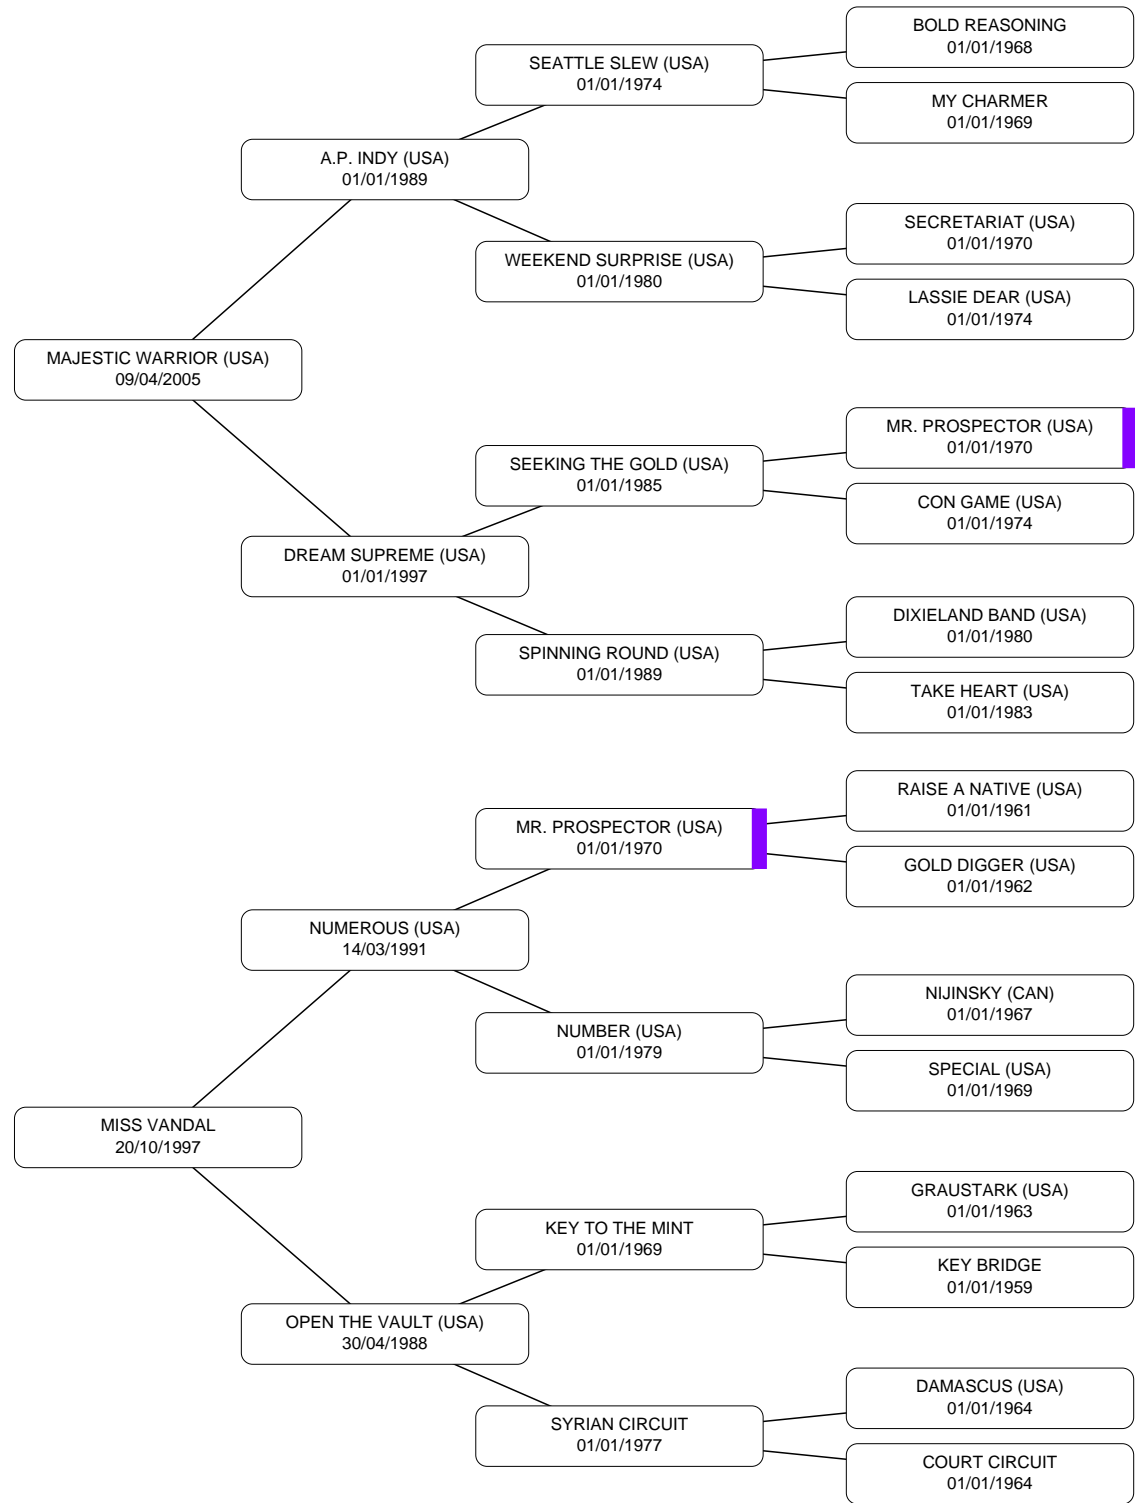 BOLD REASONING
01/01/1968
SEATTLE SLEW (USA)
01/01/1974
MY CHARMER
01/01/1969
A.P. INDY (USA)
01/01/1989
SECRETARIAT (USA)
01/01/1970
WEEKEND SURPRISE (USA)
01/01/1980
LASSIE DEAR (USA)
01/01/1974
MAJESTIC WARRIOR (USA)
09/04/2005
MR. PROSPECTOR (USA)
01/01/1970
SEEKING THE GOLD (USA)
01/01/1985
CON GAME (USA)
01/01/1974
DREAM SUPREME (USA)
01/01/1997
DIXIELAND BAND (USA)
01/01/1980
SPINNING ROUND (USA)
01/01/1989
TAKE HEART (USA)
01/01/1983
RAISE A NATIVE (USA)
01/01/1961
MR. PROSPECTOR (USA)
01/01/1970
GOLD DIGGER (USA)
01/01/1962
NUMEROUS (USA)
14/03/1991
NIJINSKY (CAN)
01/01/1967
NUMBER (USA)
01/01/1979
SPECIAL (USA)
01/01/1969
MISS VANDAL
20/10/1997
GRAUSTARK (USA)
01/01/1963
KEY TO THE MINT
01/01/1969
KEY BRIDGE
01/01/1959
OPEN THE VAULT (USA)
30/04/1988
DAMASCUS (USA)
01/01/1964
SYRIAN CIRCUIT
01/01/1977
COURT CIRCUIT
01/01/1964